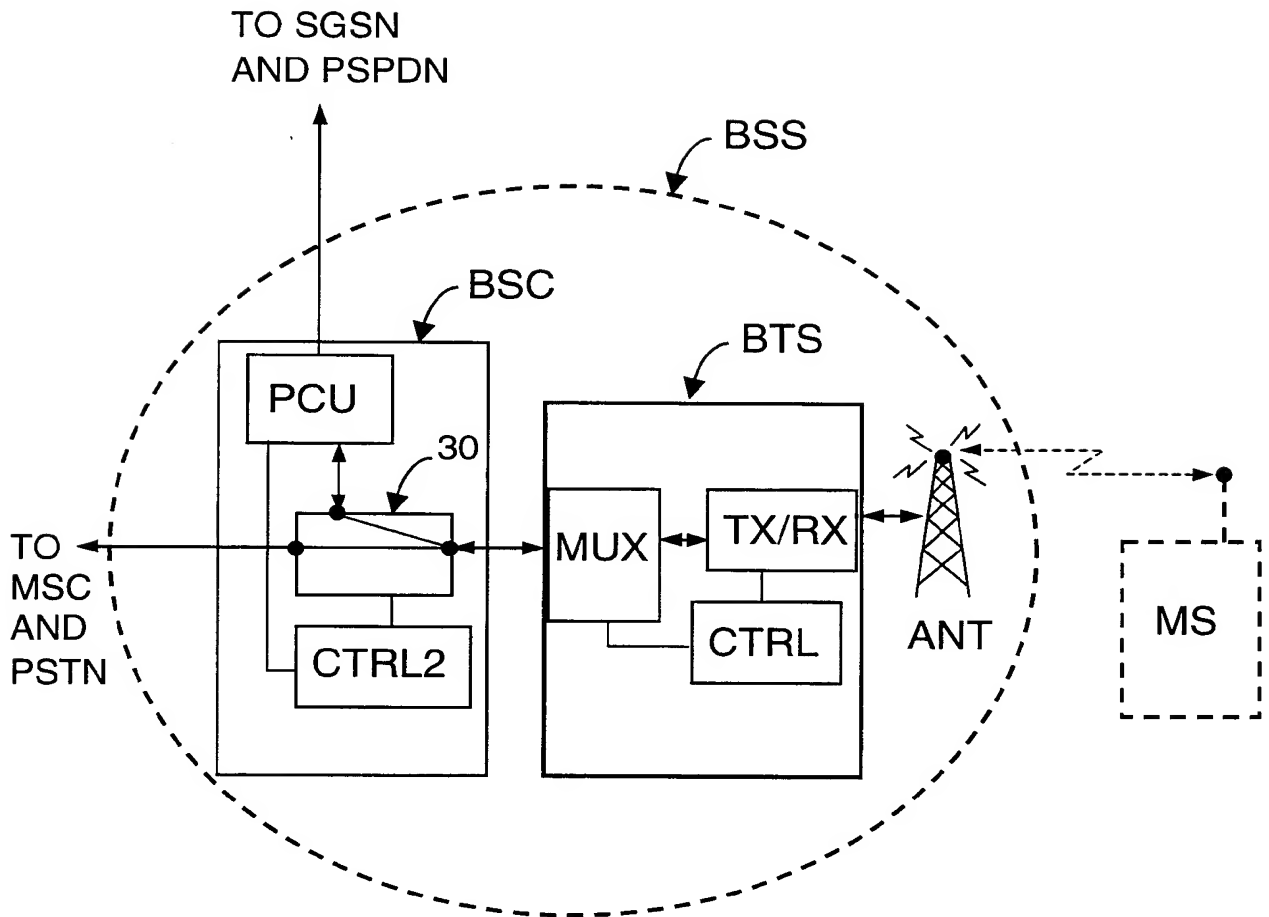 TO SGSN
AND PSPDN
BSS
BSC
BTS
PCU
30
TO
MSC
AND
PSTN
MUX
TX/RX
CTRL2
CTRL
ANT
MS